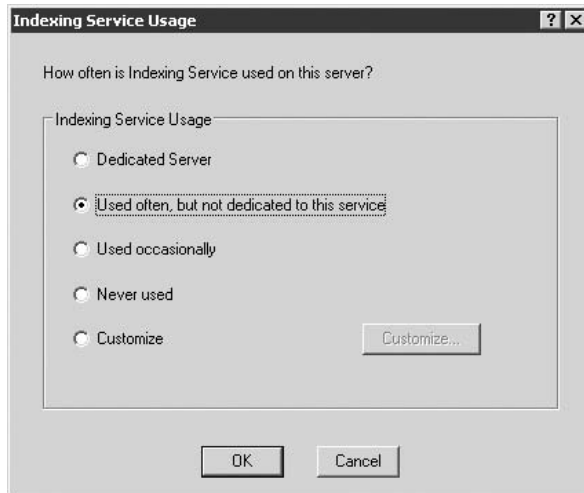 Indexing Service Usage
How often is Indexing Service used on this server?
Indexing Service Usage
Dedicated Server
Used often, but not dedicated to this service
Used occasionally
Never used
Customize
Customize...
OK
Cancel